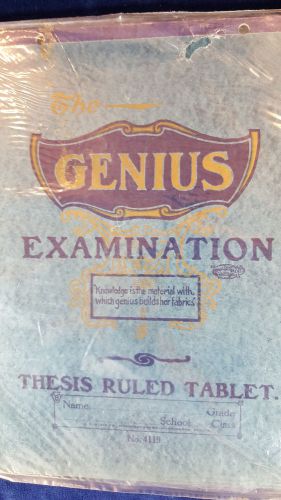 The
GENIUS
EXAMINATION
"Knowledge is the material with
which genius builds her fabrics"
THESIS RULED TABLET.
Name Grade
School Class
No. 4119